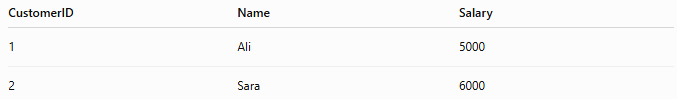 CustomerID Name Salary
1 Ali 5000
2 Sara 6000